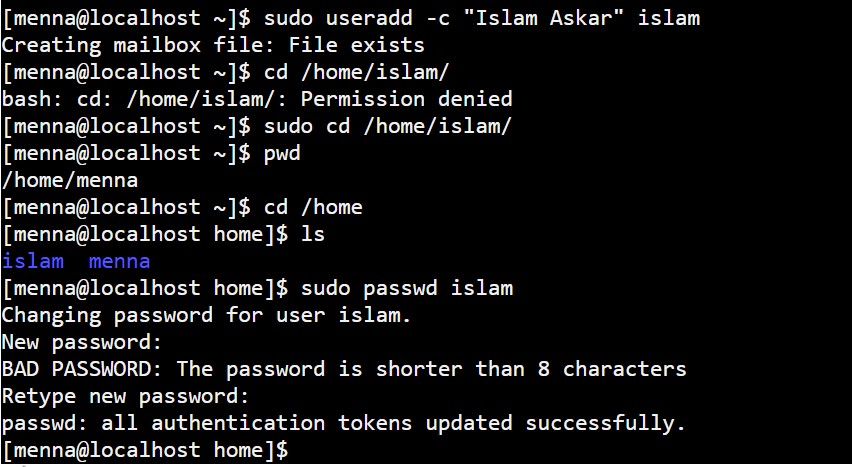 [menna@localhost ~]$ sudo useradd -c "Islam Askar" islam
Creating mailbox file: File exists
[menna@localhost ~]$ cd /home/islam/
bash: cd: /home/islam/: Permission denied
[menna@localhost ~]$ sudo cd /home/islam/
[menna@localhost ~]$ pwd
/home/menna
[menna@localhost ~]$ cd /home
[menna@localhost home]$ ls
islam  menna
[menna@localhost home]$ sudo passwd islam
Changing password for user islam.
New password:
BAD PASSWORD: The password is shorter than 8 characters
Retype new password:
passwd: all authentication tokens updated successfully.
[menna@localhost home]$